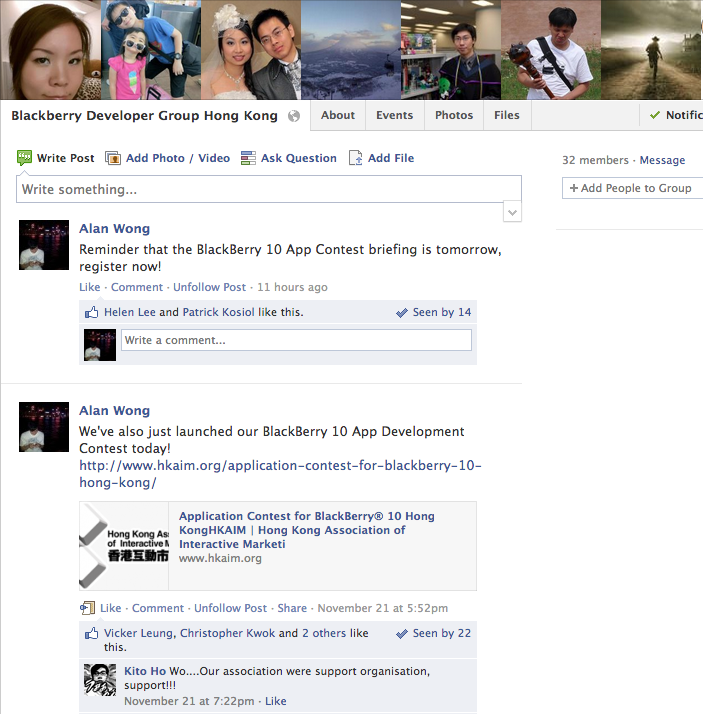 Blackberry Developer Group Hong Kong
About
Events
Photos
Files
Notific
Write Post
Add Photo / Video
Ask Question
Add File
32 members · Message
Write something...
+ Add People to Group
Alan Wong
Reminder that the BlackBerry 10 App Contest briefing is tomorrow,
register now!
Like · Comment · Unfollow Post · 11 hours ago
Helen Lee and Patrick Kosiol like this.
Seen by 14
Write a comment...
Alan Wong
We've also just launched our BlackBerry 10 App Development
Contest today!
http://www.hkaim.org/application-contest-for-blackberry-10-
hong-kong/
Hong Kong Ass
of Interactive M
香港互動市
Application Contest for BlackBerry® 10 Hong
KongHKAIM | Hong Kong Association of
Interactive Marketi
www.hkaim.org
Like · Comment · Unfollow Post · Share · November 21 at 5:52pm
Vicker Leung, Christopher Kwok and 2 others like
this.
Seen by 22
Kito Ho Wo....Our association were support organisation,
support!!!
November 21 at 7:22pm · Like